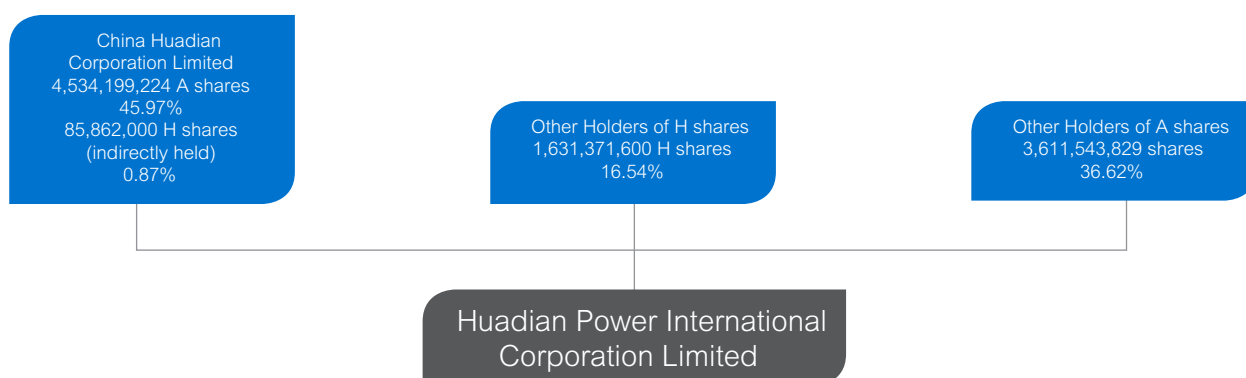 China Huadian
Corporation Limited
4,534,199,224 A shares
45.97%
85,862,000 H shares
(indirectly held)
0.87%
Other Holders of H shares
1,631,371,600 H shares
16.54%
Other Holders of A shares
3,611,543,829 shares
36.62%
Huadian Power International
Corporation Limited